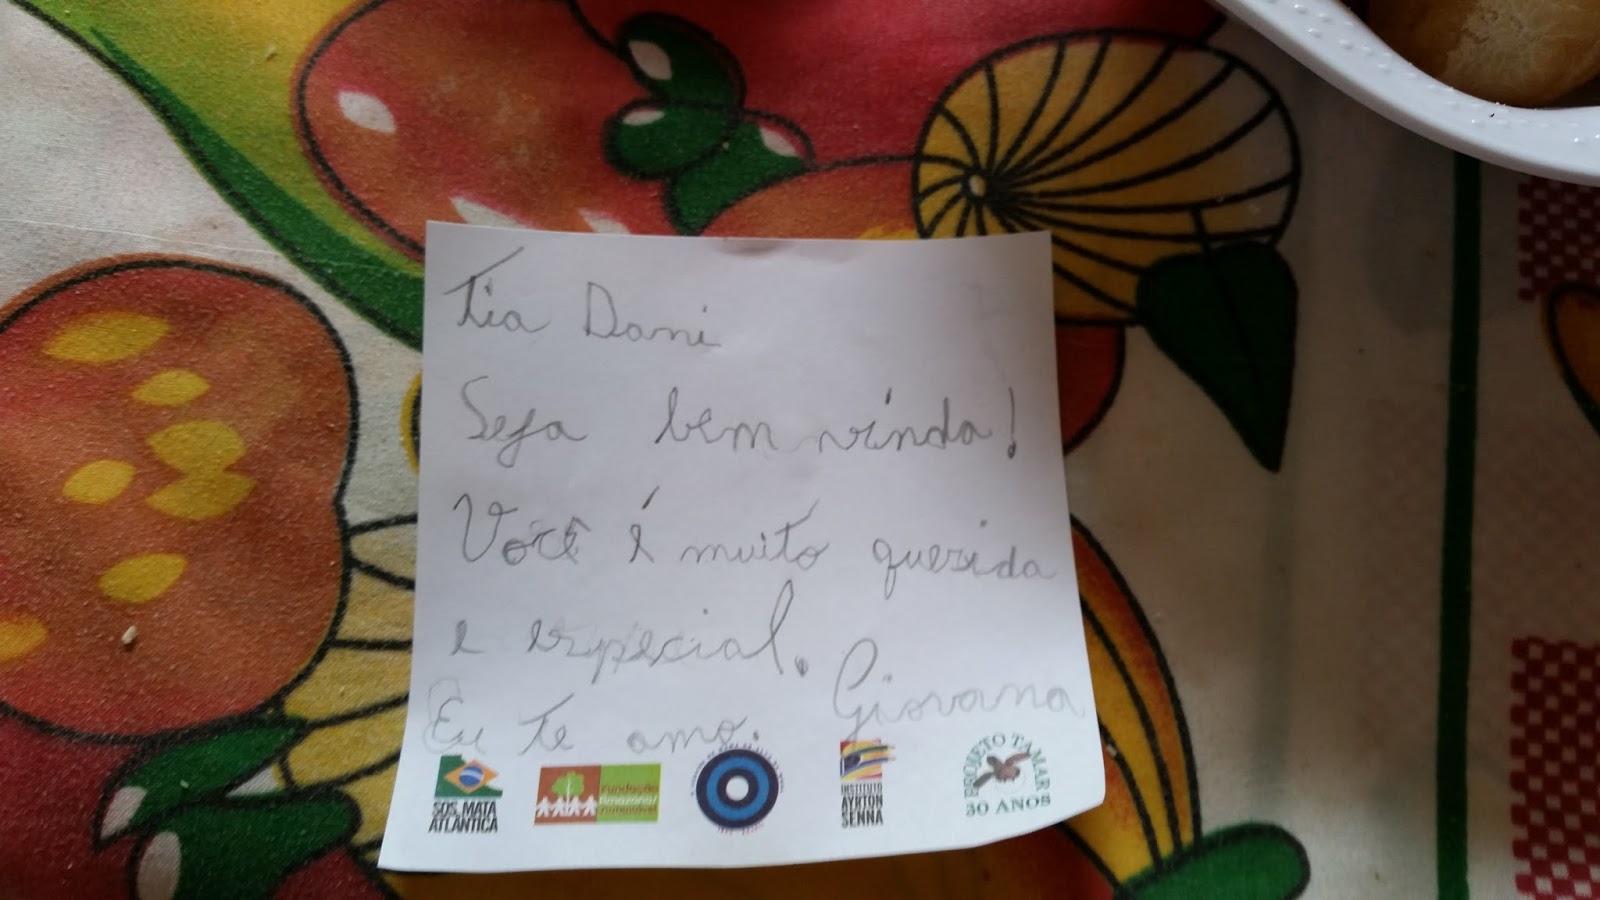 Tia Dani
Seja bem vinda!
Você é muito querida
e especial.
Eu te amo. Giovana
SOS MATA ATLÂNTICA
Fundação Amazonas Sustentável
INSTITUTO AYRTON SENNA
PROJETO TAMAR 30 ANOS